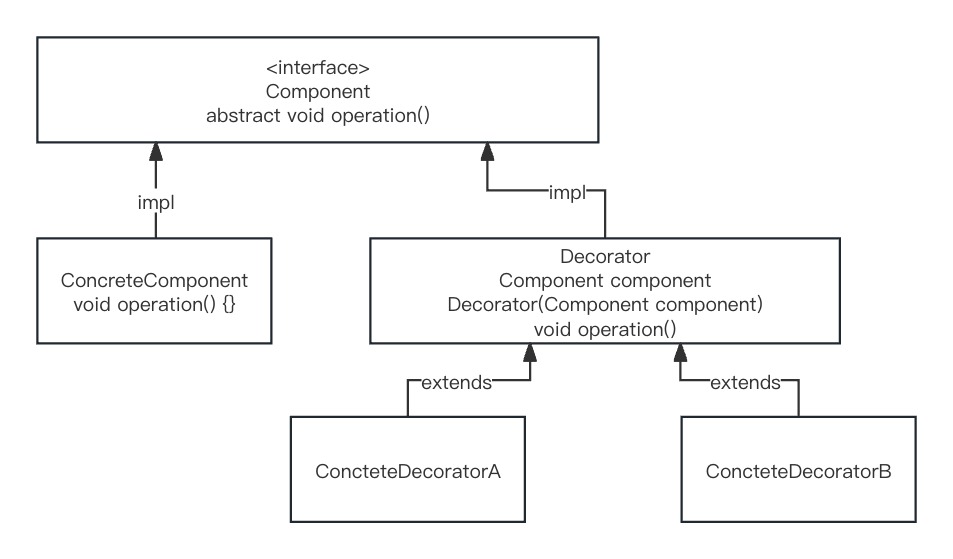 <interface>
Component
abstract void operation()
impl
impl
ConcreteComponent
void operation() {}
Decorator
Component component
Decorator(Component component)
void operation()
extends
extends
ConcteteDecoratorA
ConcteteDecoratorB